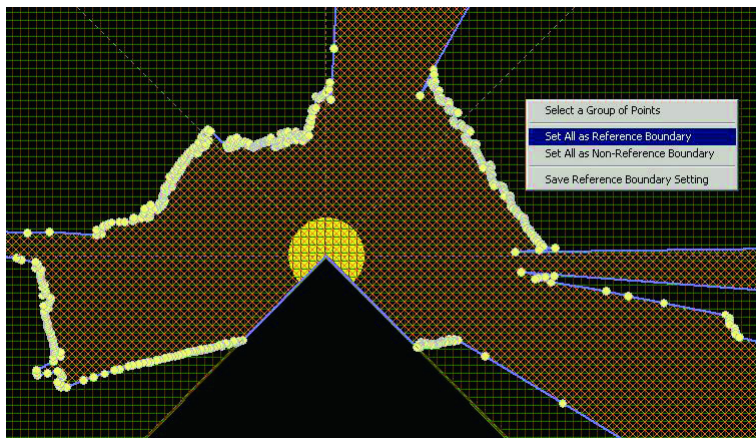 Select a Group of Points
Set All as Reference Boundary
Set All as Non-Reference Boundary
Save Reference Boundary Setting